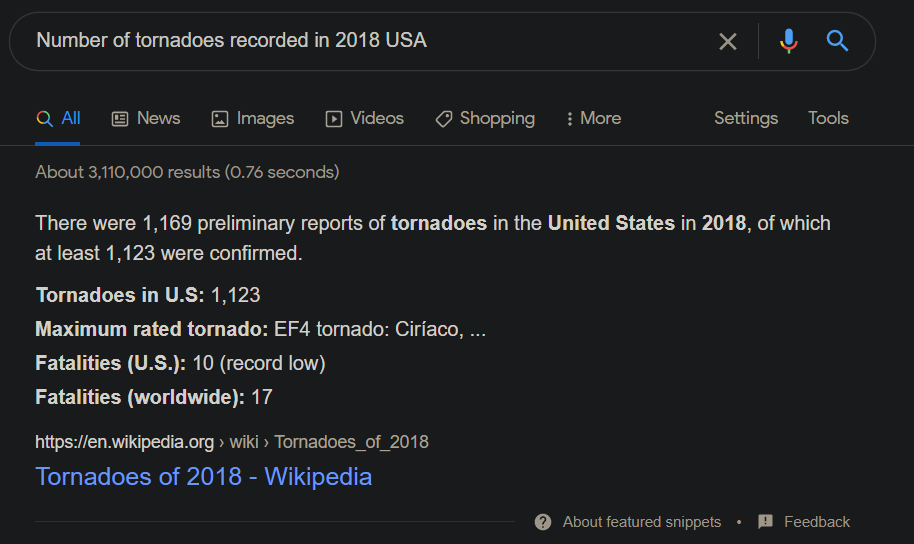 Number of tornadoes recorded in 2018 USA
All News Images Videos Shopping More Settings Tools
About 3,110,000 results (0.76 seconds)
There were 1,169 preliminary reports of tornadoes in the United States in 2018, of which
at least 1,123 were confirmed.
Tornadoes in U.S: 1,123
Maximum rated tornado: EF4 tornado: Ciríaco, ...
Fatalities (U.S.): 10 (record low)
Fatalities (worldwide): 17
https://en.wikipedia.org › wiki › Tornadoes_of_2018
Tornadoes of 2018 - Wikipedia
About featured snippets • Feedback